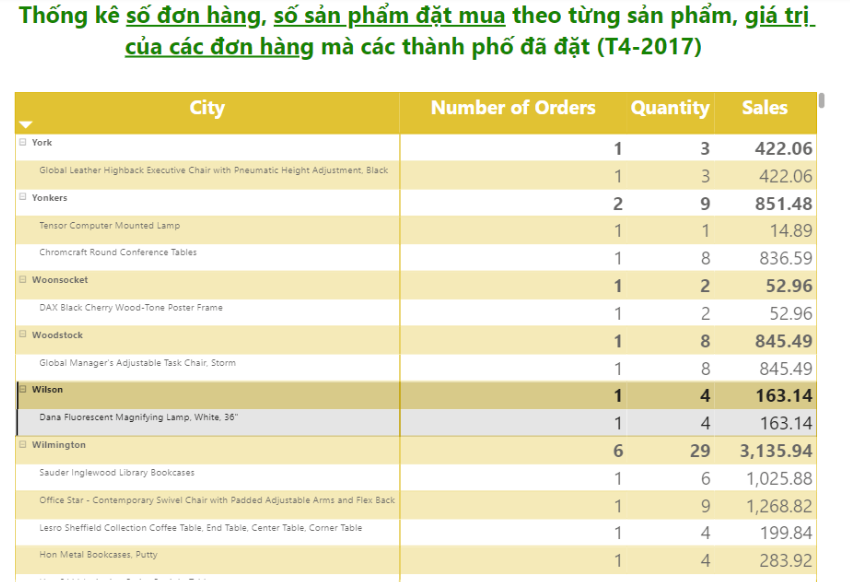 Thống kê số đơn hàng, số sản phẩm đặt mua theo từng sản phẩm, giá trị
của các đơn hàng mà các thành phố đã đặt (T4-2017)
City Number of Orders Quantity Sales
York 1 3 422.06
Global Leather Highback Executive Chair with Pneumatic Height Adjustment, Black 1 3 422.06
Yonkers 2 9 851.48
Tensor Computer Mounted Lamp 1 1 14.89
Chromcraft Round Conference Tables 1 8 836.59
Woonsocket 1 2 52.96
DAX Black Cherry Wood-Tone Poster Frame 1 2 52.96
Woodstock 1 8 845.49
Global Manager's Adjustable Task Chair, Storm 1 8 845.49
Wilson 1 4 163.14
Dana Fluorescent Magnifying Lamp, White, 36" 1 4 163.14
Wilmington 6 29 3,135.94
Sauder Inglewood Library Bookcases 1 6 1,025.88
Office Star - Contemporary Swivel Chair with Padded Adjustable Arms and Flex Back 1 9 1,268.82
Lesro Sheffield Collection Coffee Table, End Table, Center Table, Corner Table 1 4 199.84
Hon Metal Bookcases, Putty 1 4 283.92